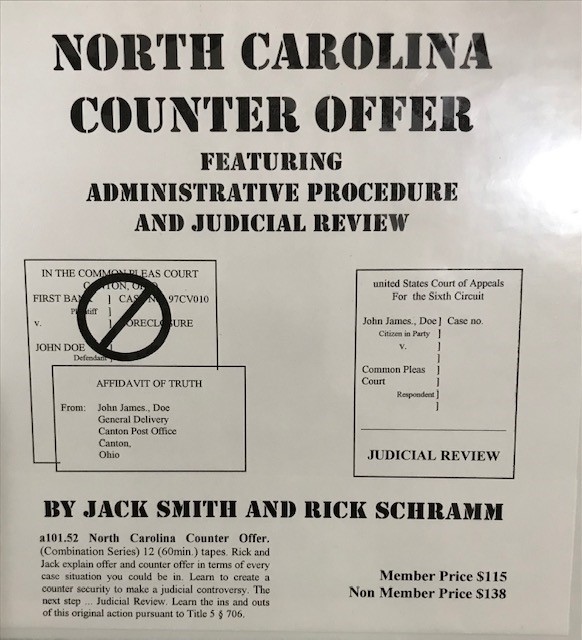 NORTH CAROLINA
COUNTER OFFER
FEATURING
ADMINISTRATIVE PROCEDURE
AND JUDICIAL REVIEW
IN THE COMMON PLEAS COURT
CANTON, OHIO
FIRST BANK ] CASE NO. 97CV010
Plaintiff ]
v. ] FORECLOSURE
]
JOHN DOE ]
Defendant ]
AFFIDAVIT OF TRUTH
From: John James., Doe
General Delivery
Canton Post Office
Canton,
Ohio
united States Court of Appeals
For the Sixth Circuit
John James., Doe ] Case no.
Citizen in Party ]
v. ]
]
Common Pleas ]
Court ]
Respondent ]
]
JUDICIAL REVIEW
BY JACK SMITH AND RICK SCHRAMM
a101.52 North Carolina Counter Offer.
(Combination Series) 12 (60min.) tapes. Rick and
Jack explain offer and counter offer in terms of every
case situation you could be in. Learn to create a
counter security to make a judicial controversy. The
next step ... Judicial Review. Learn the ins and outs
of this original action pursuant to Title 5 § 706.
Member Price $115
Non Member Price $138